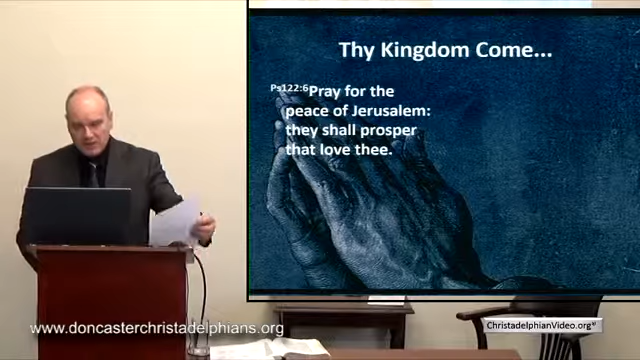 Thy Kingdom Come...
Ps122:6Pray for the
peace of Jerusalem:
they shall prosper
that love thee.
www.doncasterchristadelphians.org
ChristadelphianVideo.org